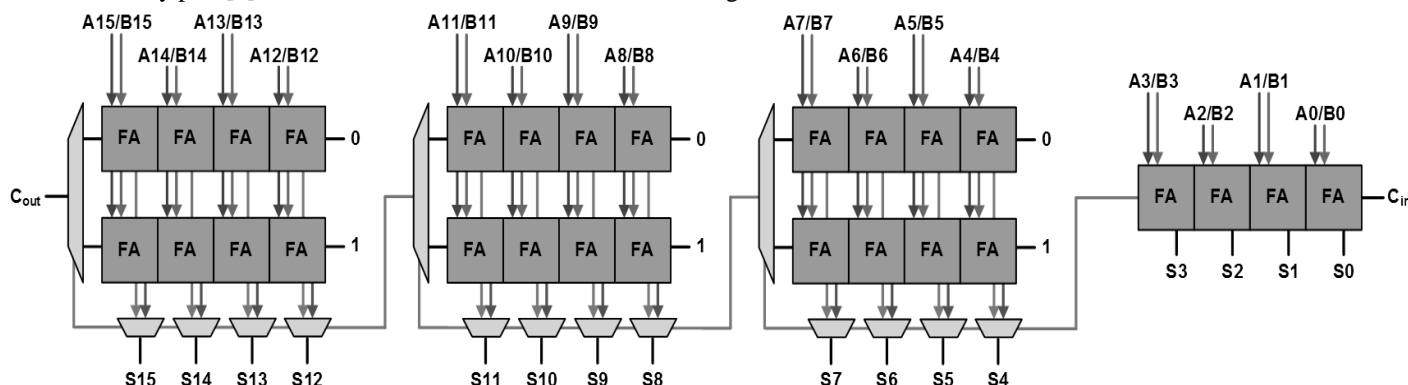 A15/B15 A13/B13 A11/B11 A9/B9 A7/B7 A5/B5
A14/B14 A12/B12 A10/B10 A8/B8 A6/B6 A4/B4
A3/B3 A1/B1
A2/B2 A0/B0
FA FA FA FA 0 FA FA FA FA 0 FA FA FA FA 0
Cout FA FA FA FA Cin
FA FA FA FA 1 FA FA FA FA 1 FA FA FA FA 1
S3 S2 S1 S0
S15 S14 S13 S12 S11 S10 S9 S8 S7 S6 S5 S4